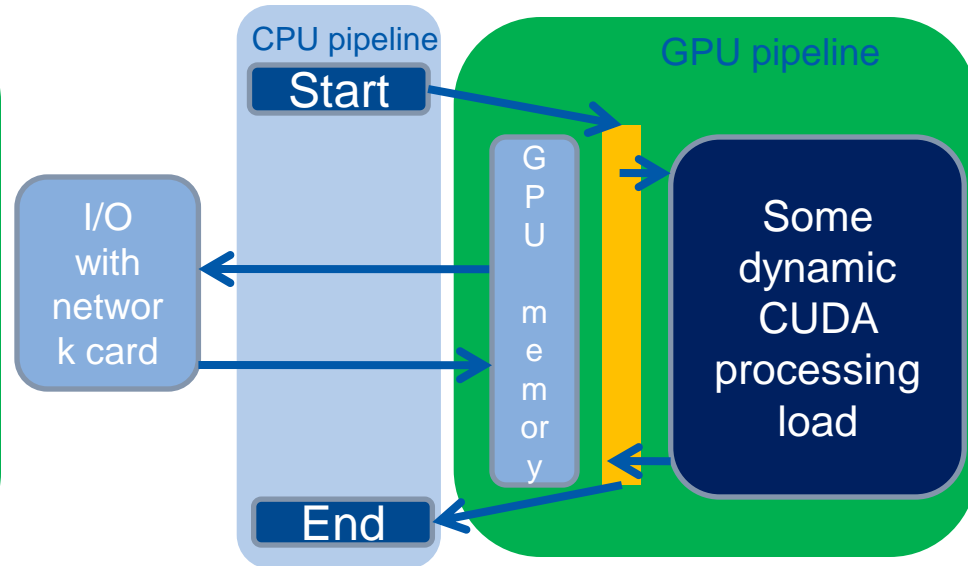 CPU pipeline
GPU pipeline
Start
I/O
with
networ
k card
G
P
U
m
e
m
or
y
Some
dynamic
CUDA
processing
load
End